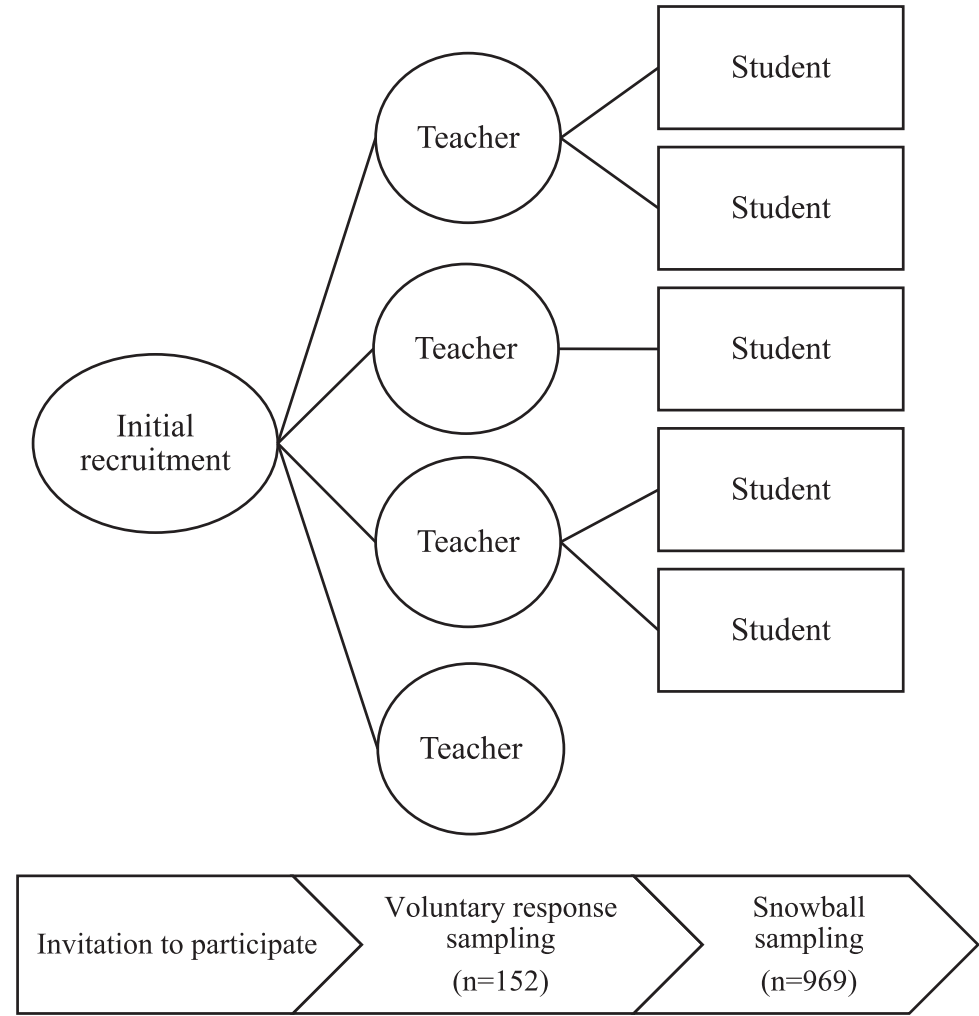 Initial
recruitment
Teacher
Teacher
Teacher
Teacher
Student
Student
Student
Student
Student
Invitation to participate
Voluntary response
sampling
(n=152)
Snowball
sampling
(n=969)